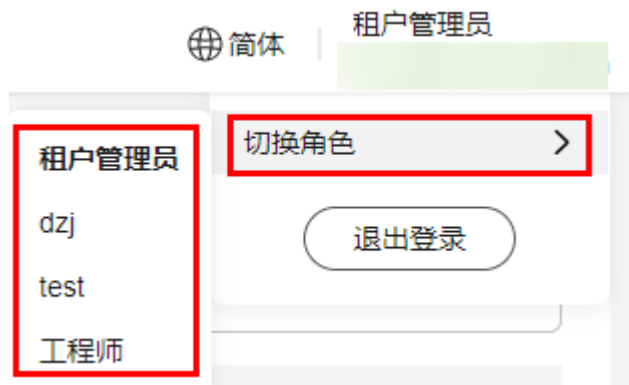 简体
租户管理员
切换角色
退出登录
租户管理员
dzj
test
工程师